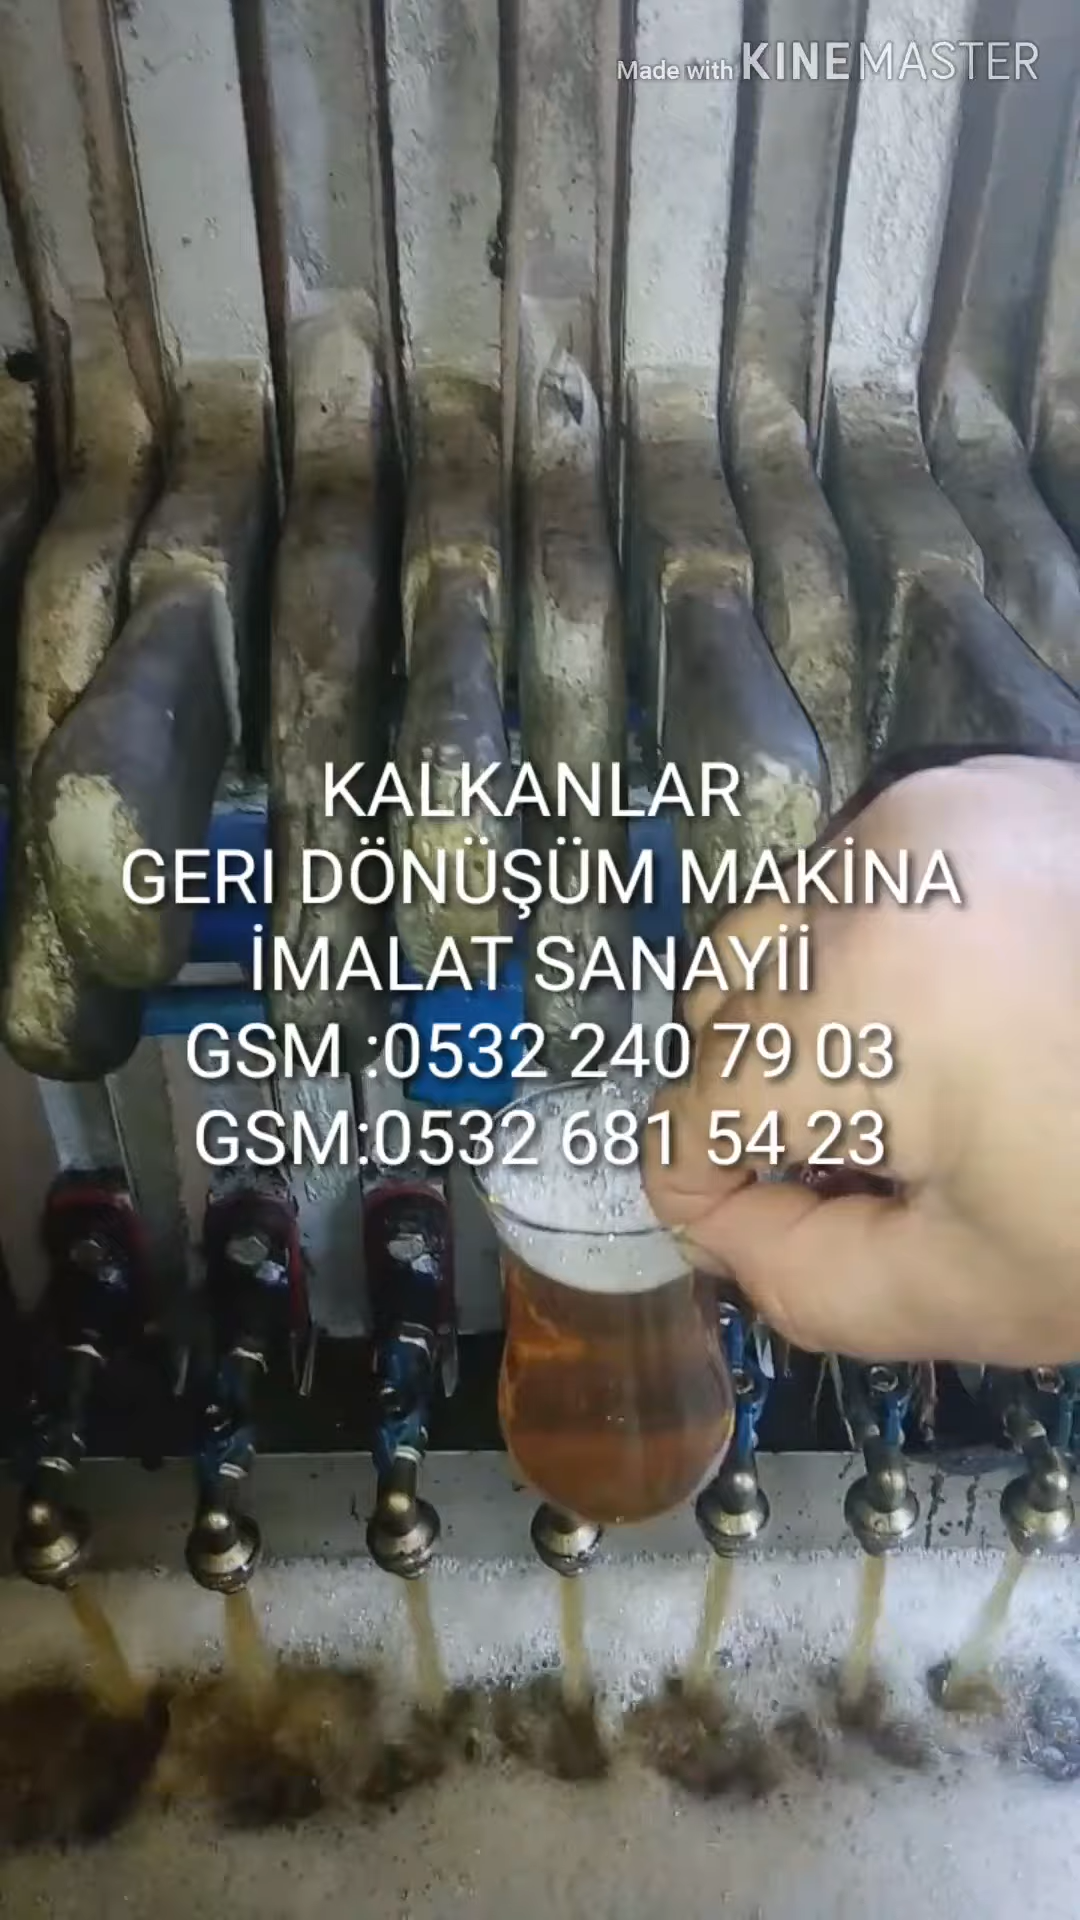 Made with KINEMASTER
KALKANLAR
GERI DÖNÜŞÜM MAKİNA
İMALAT SANAYİİ
GSM :0532 240 79 03
GSM:0532 681 54 23